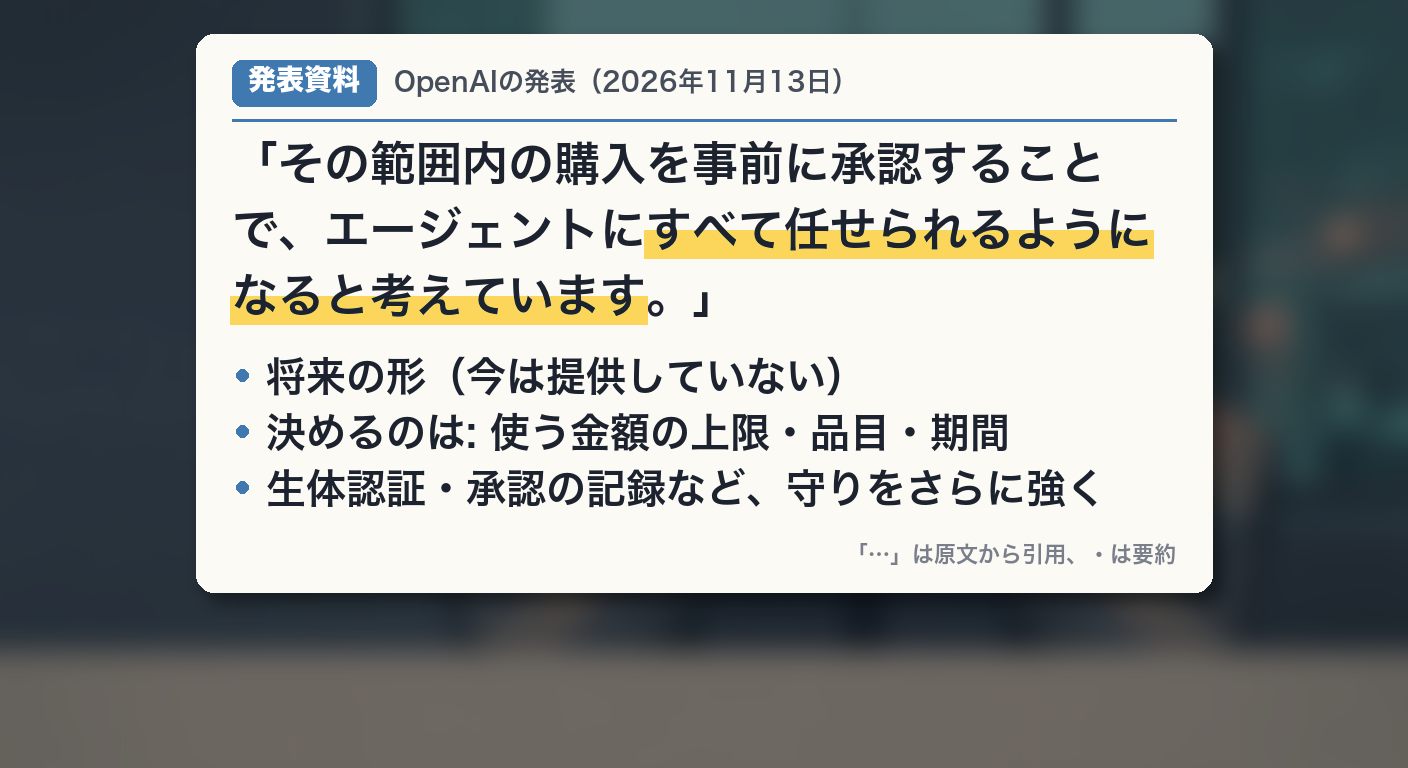 発表資料 OpenAIの発表（2026年11月13日）
「その範囲内の購入を事前に承認すること
で、エージェントにすべて任せられるように
なると考えています。」
• 将来の形（今は提供していない）
• 決めるのは: 使う金額の上限・品目・期間
• 生体認証・承認の記録など、守りをさらに強く
「…」は原文から引用、・は要約